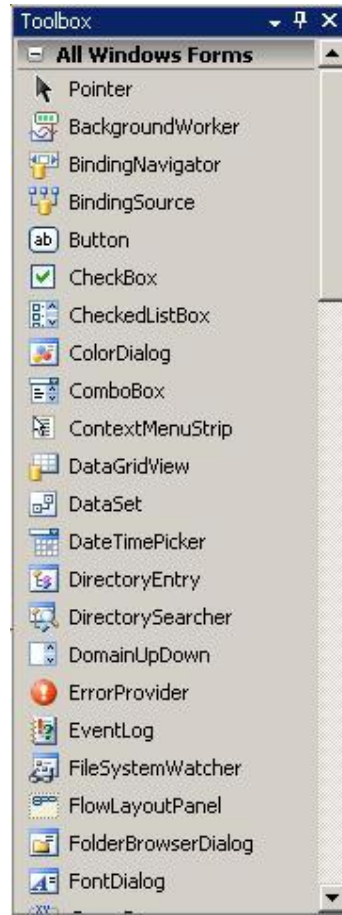 Toolbox
All Windows Forms
Pointer
BackgroundWorker
BindingNavigator
BindingSource
ab Button
CheckBox
CheckedListBox
ColorDialog
ComboBox
ContextMenuStrip
DataGridView
DataSet
DateTimePicker
DirectoryEntry
DirectorySearcher
DomainUpDown
ErrorProvider
EventLog
FileSystemWatcher
FlowLayoutPanel
FolderBrowserDialog
FontDialog